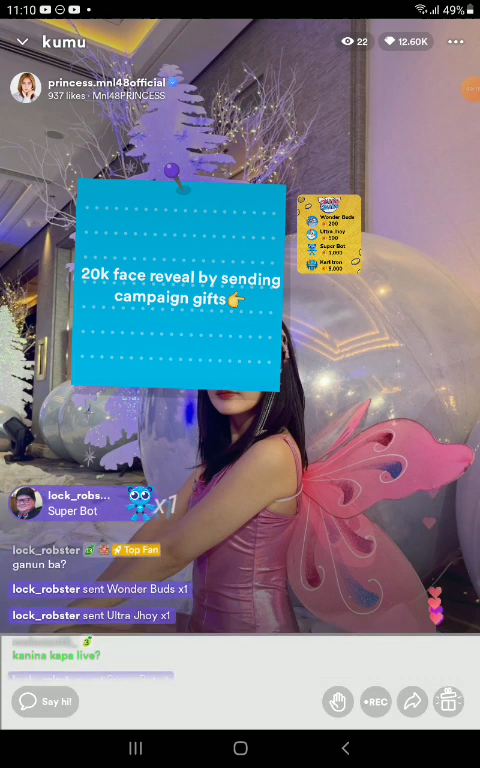 11:10
49%
kumu
22
12.60K
princess.mnl48official
937 likes · Mnl48PRINCESS
Wonder Buds
200
Ultra Jhoy
Super Bot
Karlitron
5,000
20k face reveal by sending
campaign gifts
lock_robs...
Super Bot
x1
lock_robster Top Fan
ganun ba?
lock_robster sent Wonder Buds x1
lock_robster sent Ultra Jhoy x1
kanina kapa live?
Say hi!
•REC